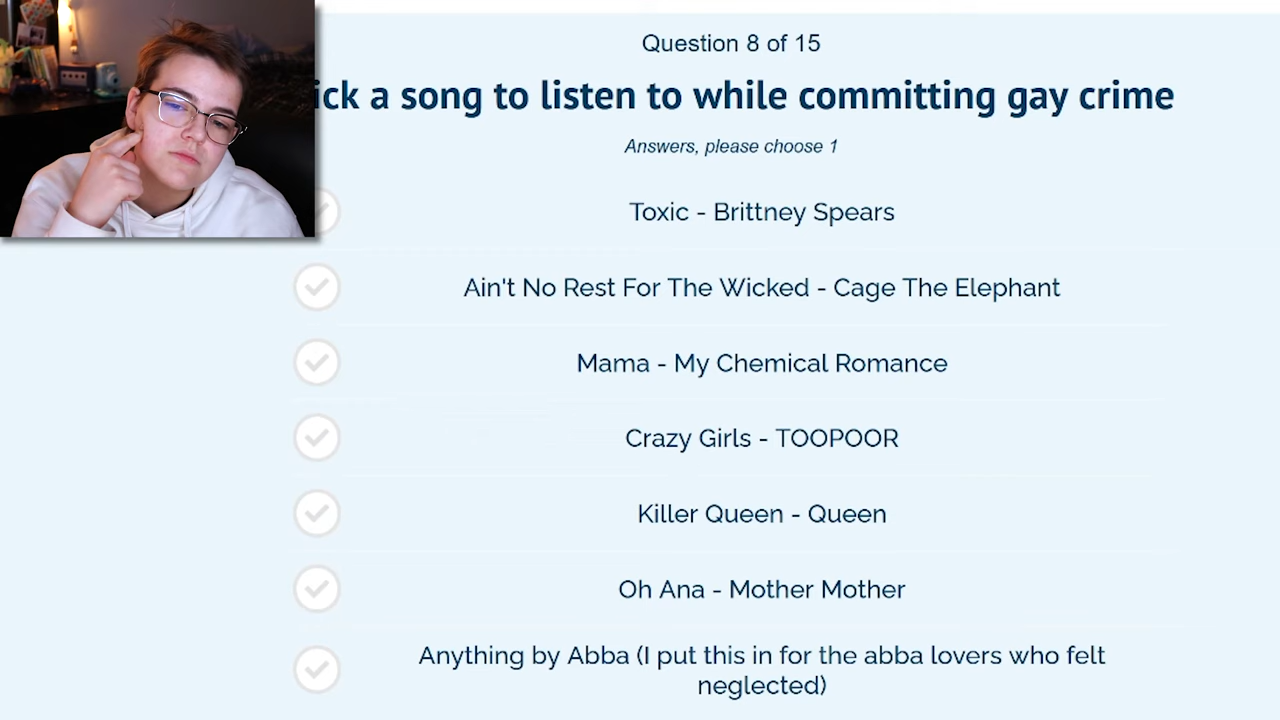 Question 8 of 15
ick a song to listen to while committing gay crime
Answers, please choose 1
Toxic - Brittney Spears
Ain't No Rest For The Wicked - Cage The Elephant
Mama - My Chemical Romance
Crazy Girls - TOOPOOR
Killer Queen - Queen
Oh Ana - Mother Mother
Anything by Abba (I put this in for the abba lovers who felt
neglected)